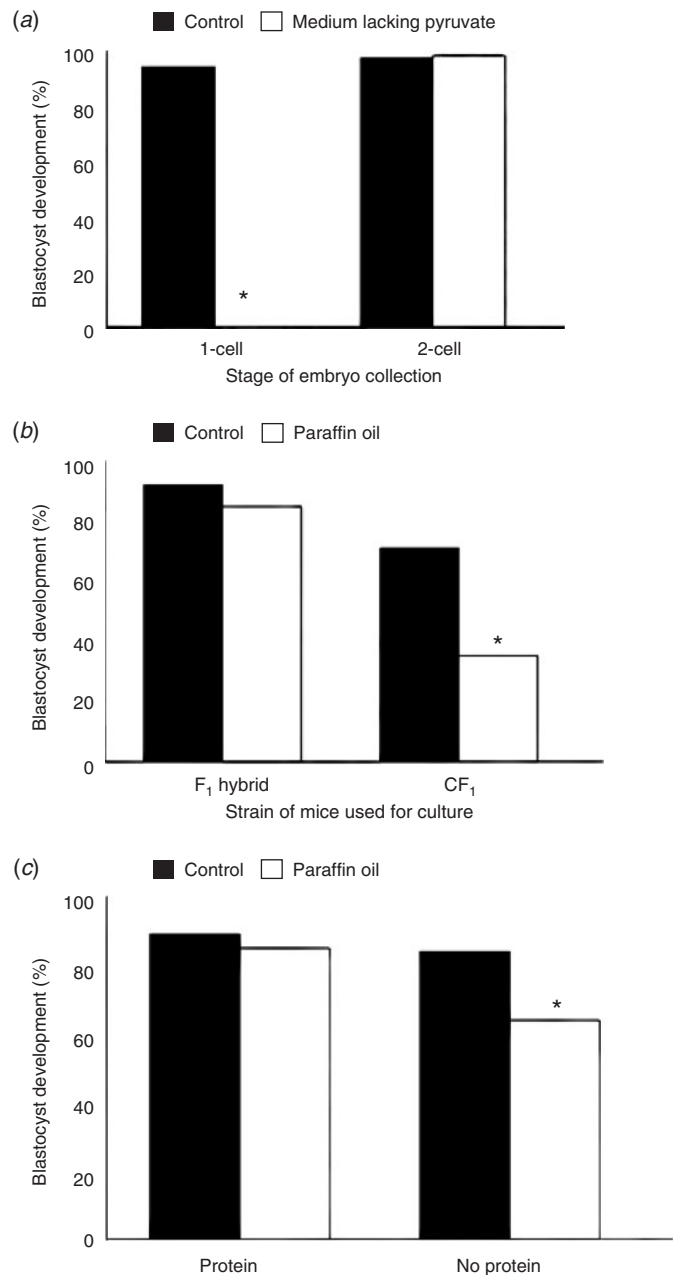 (a)
Control Medium lacking pyruvate
Blastocyst development (%)
100
80
60
40
20
0
*
1-cell 2-cell
Stage of embryo collection
(b)
Control Paraffin oil
Blastocyst development (%)
100
80
60
40
20
0
*
F₁ hybrid CF₁
Strain of mice used for culture
(c)
Control Paraffin oil
Blastocyst development (%)
100
80
60
40
20
0
*
Protein No protein